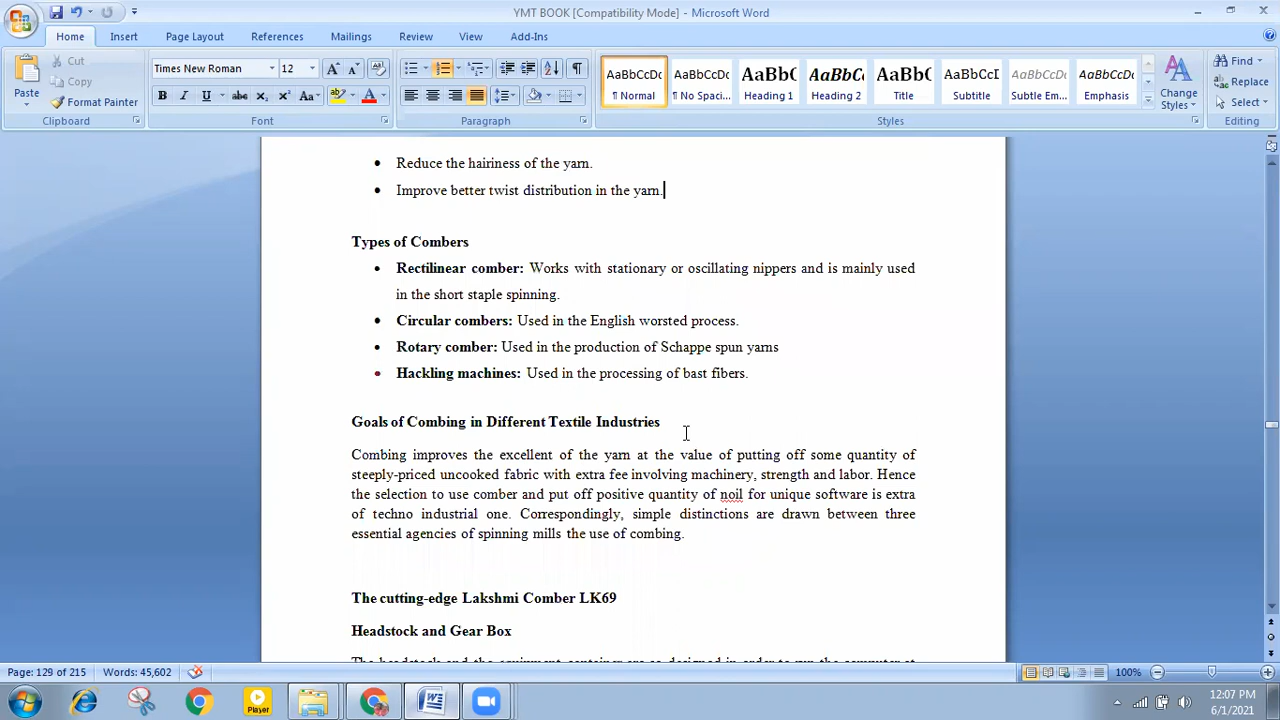 YMT BOOK [Compatibility Mode] - Microsoft Word
Home Insert Page Layout References Mailings Review View Add-Ins
Paste Cut Copy Format Painter
Times New Roman 12
AaBbCcDc AaBbCcDc AaBbC AaBbC AaBbC AaBbCcI AaBbCcDc AaBbCcDc
¶ Normal ¶ No Spaci... Heading 1 Heading 2 Title Subtitle Subtle Em... Emphasis
Change Styles
Find
Replace
Select
Clipboard Font Paragraph Styles Editing
• Reduce the hairiness of the yarn.
• Improve better twist distribution in the yarn.
Types of Combers
• Rectilinear comber: Works with stationary or oscillating nippers and is mainly used
in the short staple spinning.
• Circular combers: Used in the English worsted process.
• Rotary comber: Used in the production of Schappe spun yarns
• Hackling machines: Used in the processing of bast fibers.
Goals of Combing in Different Textile Industries
Combing improves the excellent of the yarn at the value of putting off some quantity of
steeply-priced uncooked fabric with extra fee involving machinery, strength and labor. Hence
the selection to use comber and put off positive quantity of noil for unique software is extra
of techno industrial one. Correspondingly, simple distinctions are drawn between three
essential agencies of spinning mills the use of combing.
The cutting-edge Lakshmi Comber LK69
Headstock and Gear Box
Page: 129 of 215 Words: 45,602 100%
Player
12:07 PM
6/1/2021